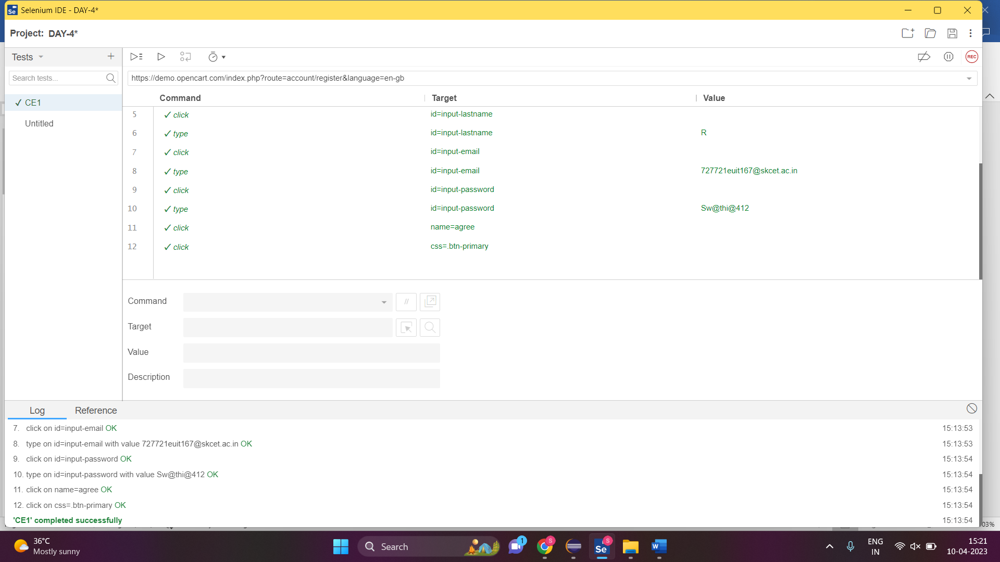 Selenium IDE - DAY-4*
Project: DAY-4*
Tests
Search tests...
https://demo.opencart.com/index.php?route=account/register&language=en-gb
REC
CE1
Untitled
Command Target Value
5 click id=input-lastname
6 type id=input-lastname R
7 click id=input-email
8 type id=input-email 727721euit167@skcet.ac.in
9 click id=input-password
10 type id=input-password Sw@thi@412
11 click name=agree
12 click css=.btn-primary
Command //
Target
Value
Description
Log Reference
7. click on id=input-email OK 15:13:53
8. type on id=input-email with value 727721euit167@skcet.ac.in OK 15:13:53
9. click on id=input-password OK 15:13:54
10. type on id=input-password with value Sw@thi@412 OK 15:13:54
11. click on name=agree OK 15:13:54
12. click on css=.btn-primary OK 15:13:54
'CE1' completed successfully 15:13:54
03%
36°C
Mostly sunny
Search
1
S
Se
S
W
ENG
IN
15:21
10-04-2023